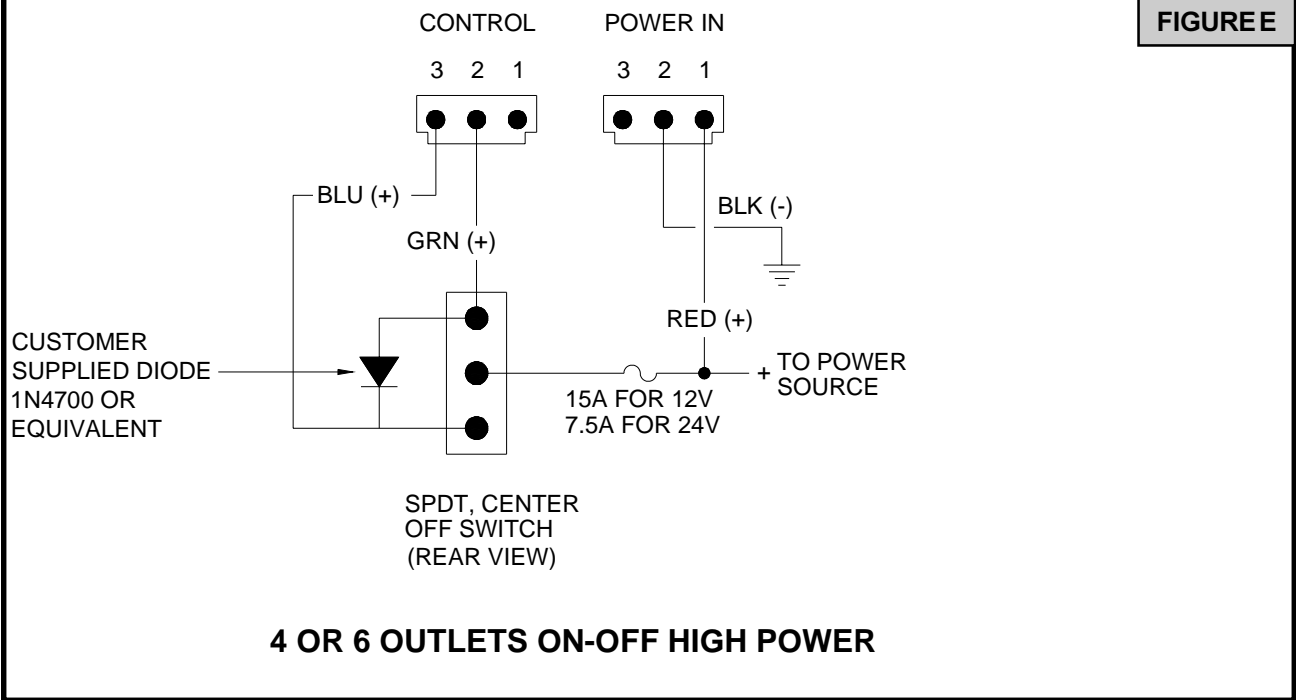 FIGURE E
CONTROL
POWER IN
3 2 1
3 2 1
BLU (+)
BLK (-)
GRN (+)
RED (+)
CUSTOMER
SUPPLIED DIODE
1N4700 OR
EQUIVALENT
+ TO POWER
SOURCE
15A FOR 12V
7.5A FOR 24V
SPDT, CENTER
OFF SWITCH
(REAR VIEW)
4 OR 6 OUTLETS ON-OFF HIGH POWER